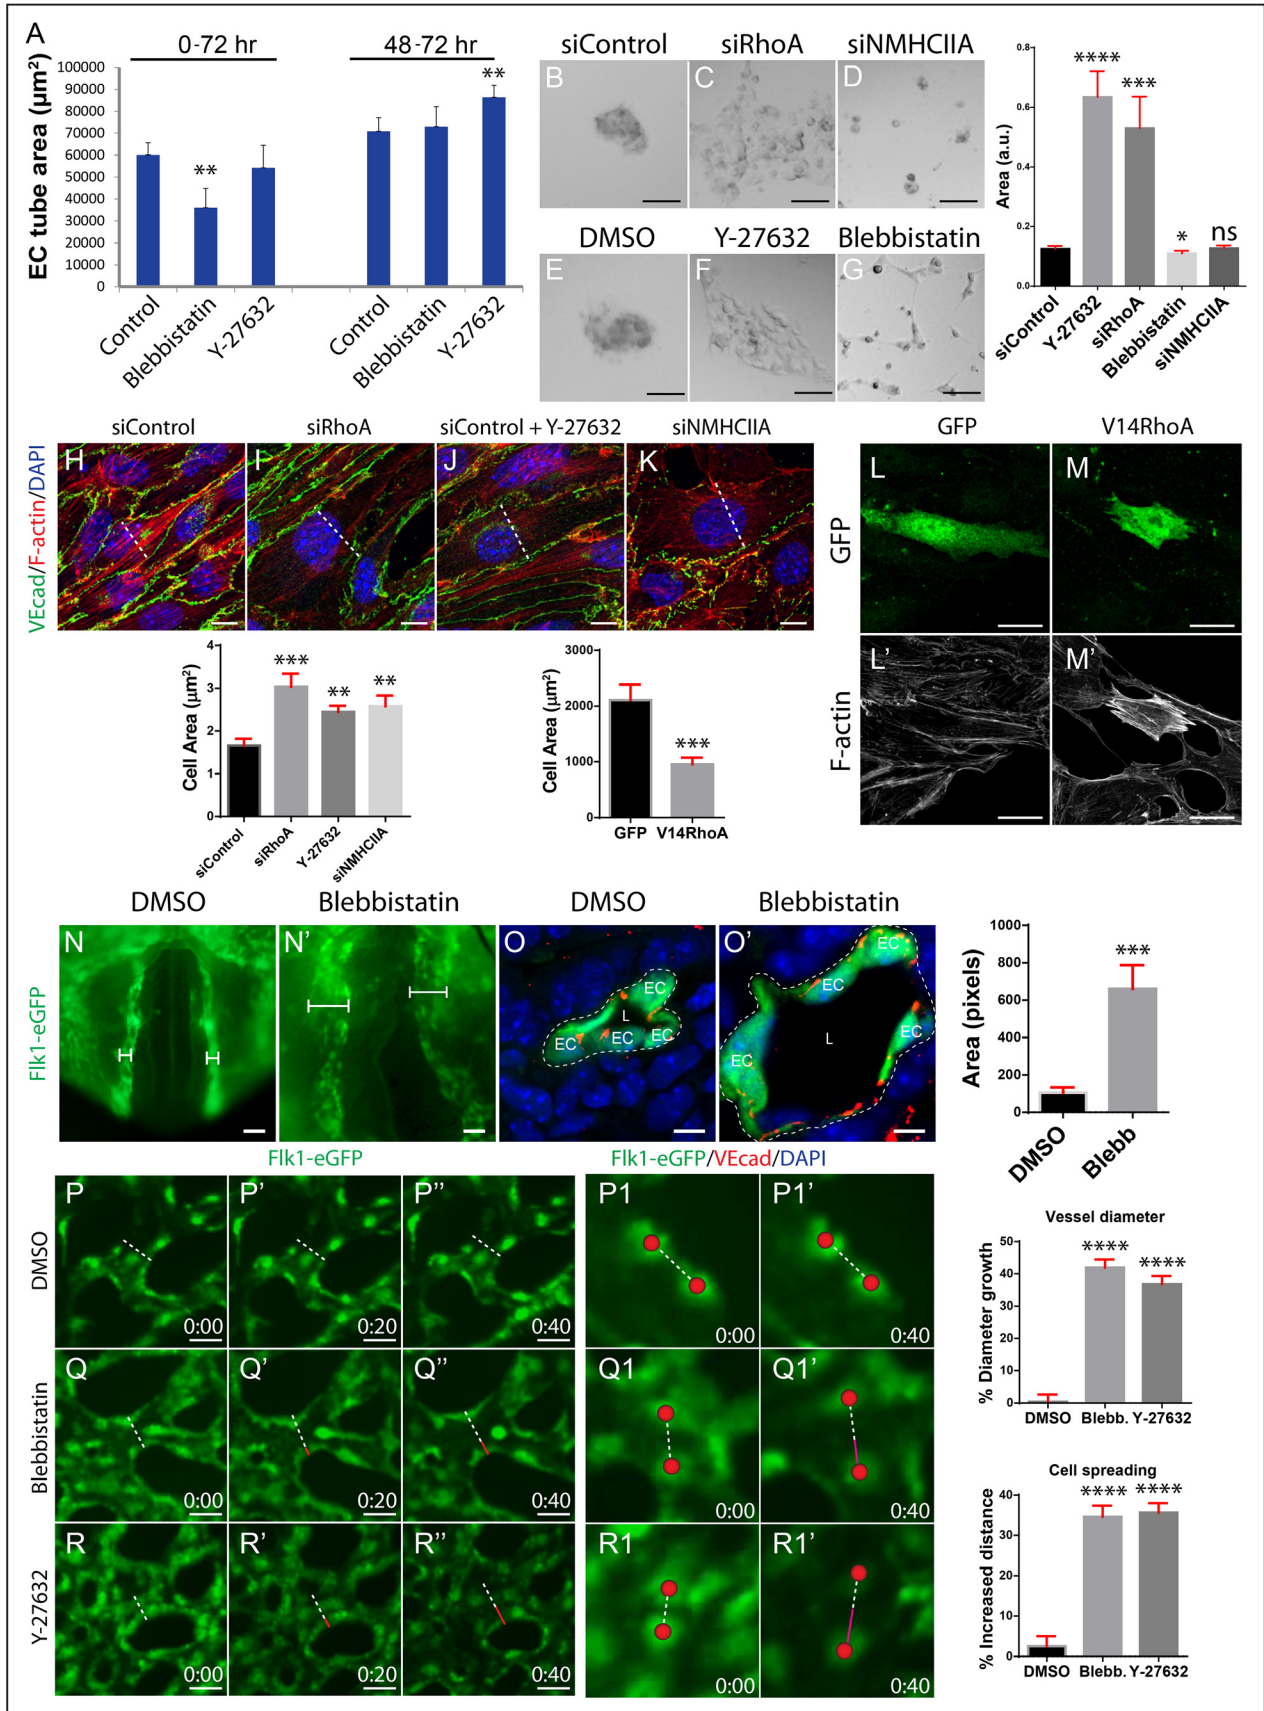 A
0-72 hr
48-72 hr
**
**
EC tube area (µm²)
100000
90000
80000
70000
60000
50000
40000
30000
20000
10000
0
Control
Blebbistatin
Y-27632
Control
Blebbistatin
Y-27632
siControl
siRhoA
siNMHCIIA
B
C
D
DMSO
Y-27632
Blebbistatin
E
F
G
Area (a.u.)
0.8
0.6
0.4
0.2
0.0
****
***
*
ns
siControl
Y-27632
siRhoA
Blebbistatin
siNMHCIIA
siControl
siRhoA
siControl + Y-27632
siNMHCIIA
VEcad/F-actin/DAPI
H
I
J
K
GFP
V14RhoA
GFP
L
M
F-actin
L'
M'
Cell Area (µm²)
4
3
2
1
0
***
**
**
siControl
siRhoA
Y-27632
siNMHCIIA
Cell Area (µm²)
3000
2000
1000
0
***
GFP
V14RhoA
DMSO
Blebbistatin
DMSO
Blebbistatin
Flk1-eGFP
N
N'
O
EC
L
EC
EC
EC
O'
EC
EC
L
EC
EC
Flk1-eGFP
Flk1-eGFP/VEcad/DAPI
Area (pixels)
1000
800
600
400
200
0
***
DMSO
Blebb
DMSO
P
0:00
P'
0:20
P''
0:40
P1
0:00
P1'
0:40
Blebbistatin
Q
0:00
Q'
0:20
Q''
0:40
Q1
0:00
Q1'
0:40
Y-27632
R
0:00
R'
0:20
R''
0:40
R1
0:00
R1'
0:40
Vessel diameter
% Diameter growth
50
40
30
20
10
0
****
****
DMSO
Blebb.
Y-27632
Cell spreading
% Increased distance
40
30
20
10
0
****
****
DMSO
Blebb.
Y-27632